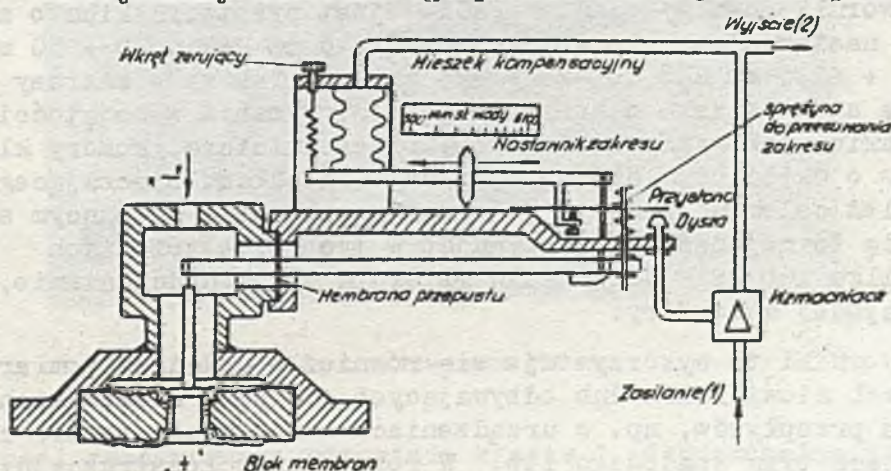 Wyjście(2)
Wkręt zerujący
Mieszek kompensacyjny
mm sł. wody
Nastawnik zakresu
sprężyna
do przesuwania
zakresu
Przysłona
Dysza
Membrana przepustu
Wzmacniacz
Zasilanie(1)
Blok membran